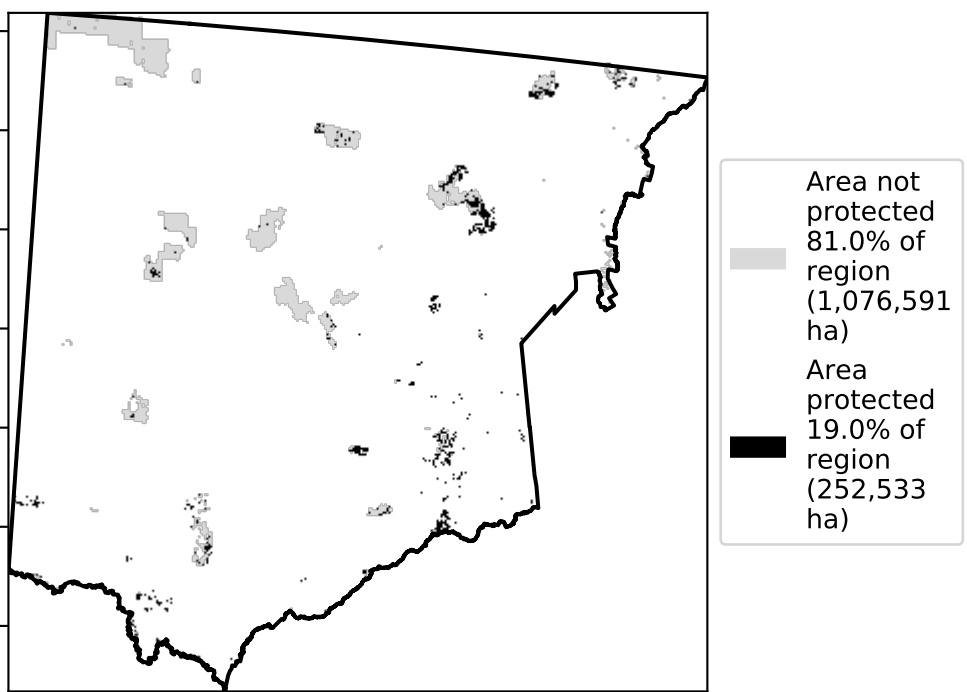 Area not
protected
81.0% of
region
(1,076,591
ha)
Area
protected
19.0% of
region
(252,533
ha)